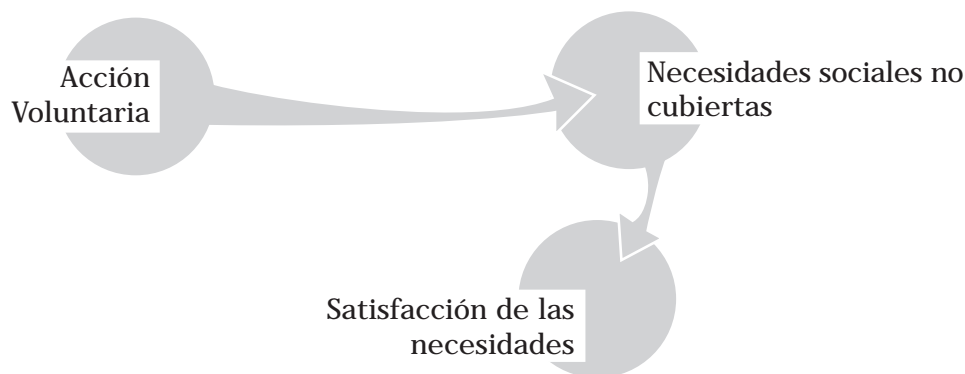 Acción
Voluntaria
Necesidades sociales no
cubiertas
Satisfacción de las
necesidades